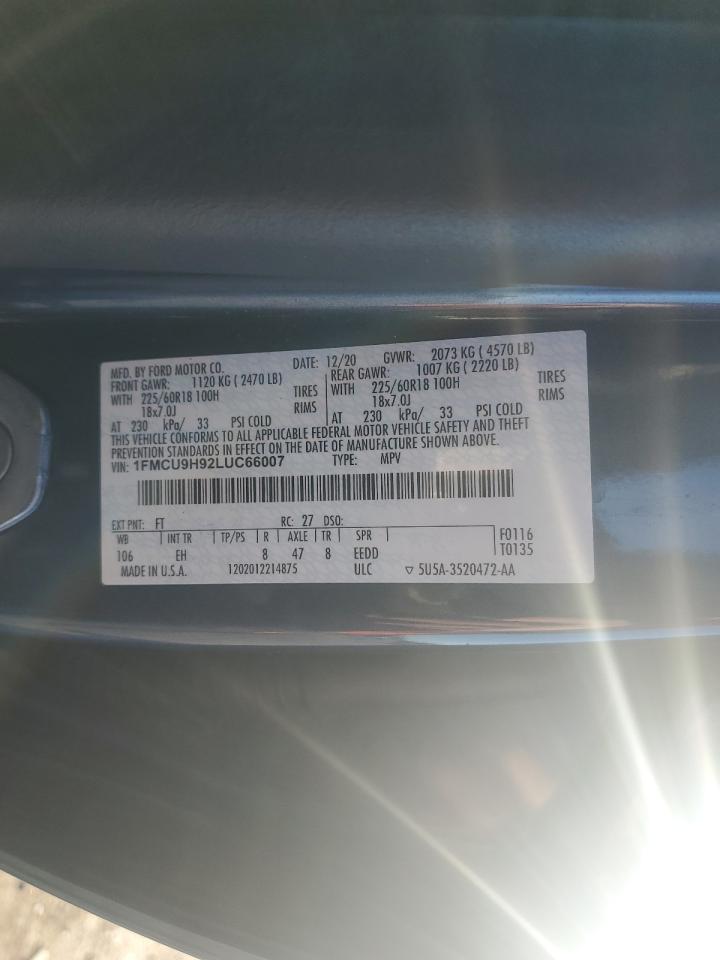 MFD. BY FORD MOTOR CO. DATE: 12/20 GVWR: 2073 KG ( 4570 LB)
FRONT GAWR: 1120 KG ( 2470 LB) REAR GAWR: 1007 KG ( 2220 LB)
WITH 225/60R18 100H TIRES WITH 225/60R18 100H TIRES
18x7.0J RIMS 18x7.0J RIMS
AT 230 kPa/ 33 PSI COLD AT 230 kPa/ 33 PSI COLD
THIS VEHICLE CONFORMS TO ALL APPLICABLE FEDERAL MOTOR VEHICLE SAFETY AND THEFT
PREVENTION STANDARDS IN EFFECT ON THE DATE OF MANUFACTURE SHOWN ABOVE.
VIN: 1FMCU9H92LUC66007 TYPE: MPV
EXT PNT: FT RC: 27 DSO:
WB INT TR TP/PS R AXLE TR SPR F0116
106 EH 8 47 8 EEDD T0135
MADE IN U.S.A. 1202012214875 ULC ▽ 5U5A-3520472-AA